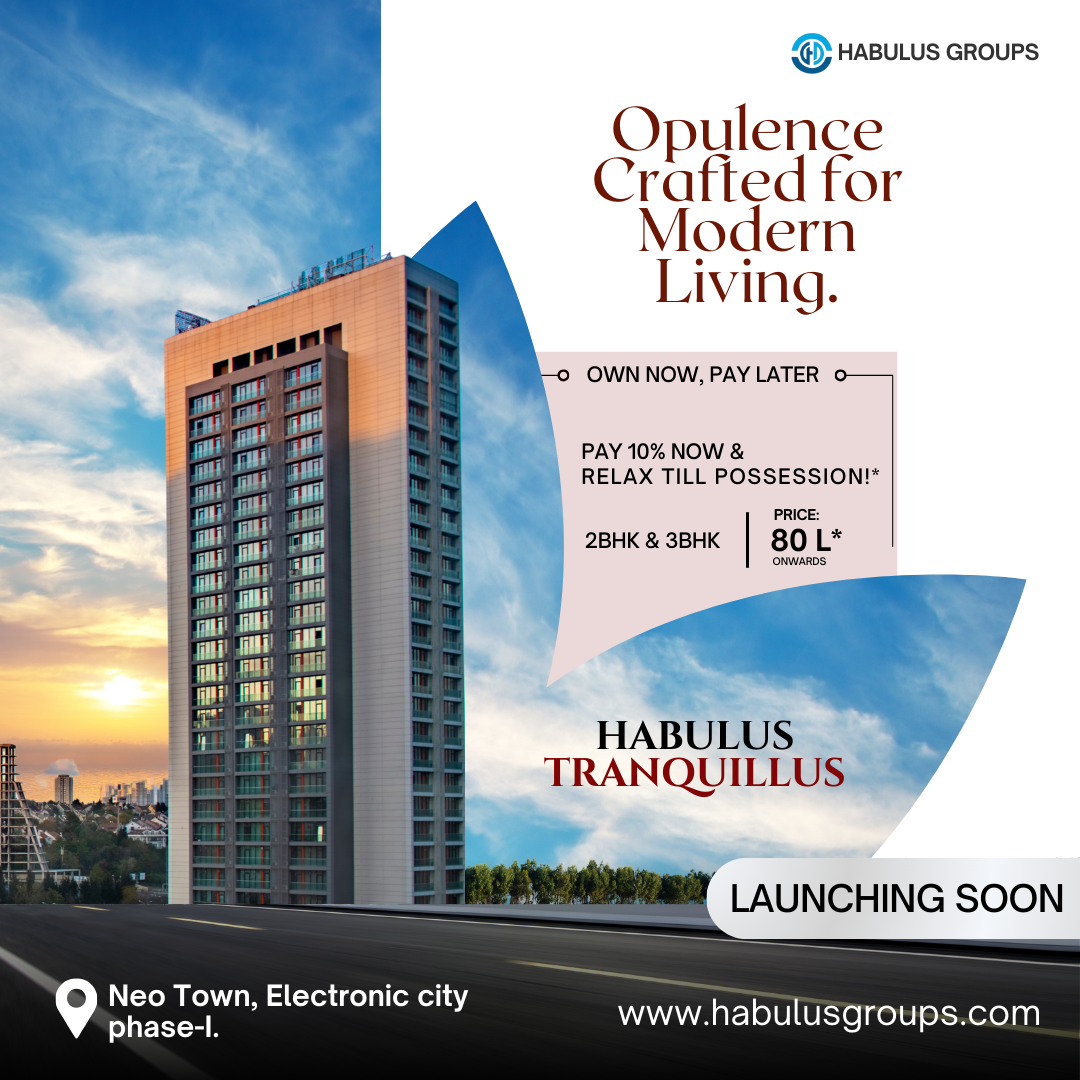 HABULUS GROUPS
Opulence
Crafted for
Modern
Living.
OWN NOW, PAY LATER
PAY 10% NOW &
RELAX TILL POSSESSION!*
2BHK & 3BHK
PRICE:
80 L*
ONWARDS
HABULUS
TRANQUILLUS
LAUNCHING SOON
Neo Town, Electronic city
phase-I.
www.habulusgroups.com